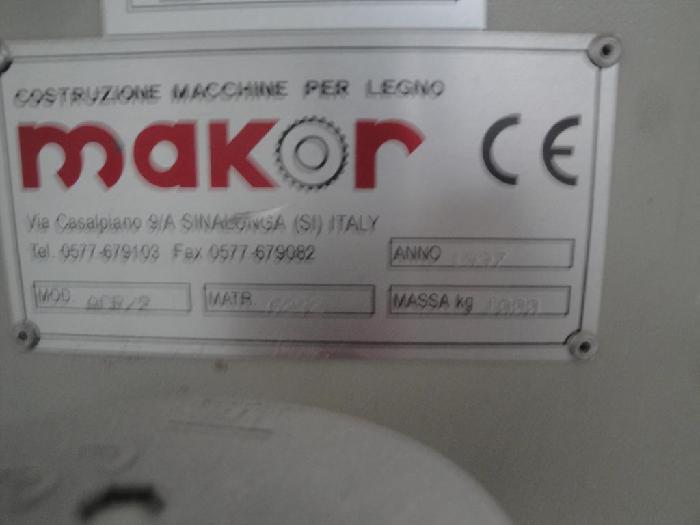 COSTRUZIONE MACCHINE PER LEGNO
makor CE
Via Casalpiano 9/A SINALUNGA (SI) ITALY
Tel. 0577-679103 Fax 0577-679082
ANNO 1997
MOD. MATR. MASSA kg